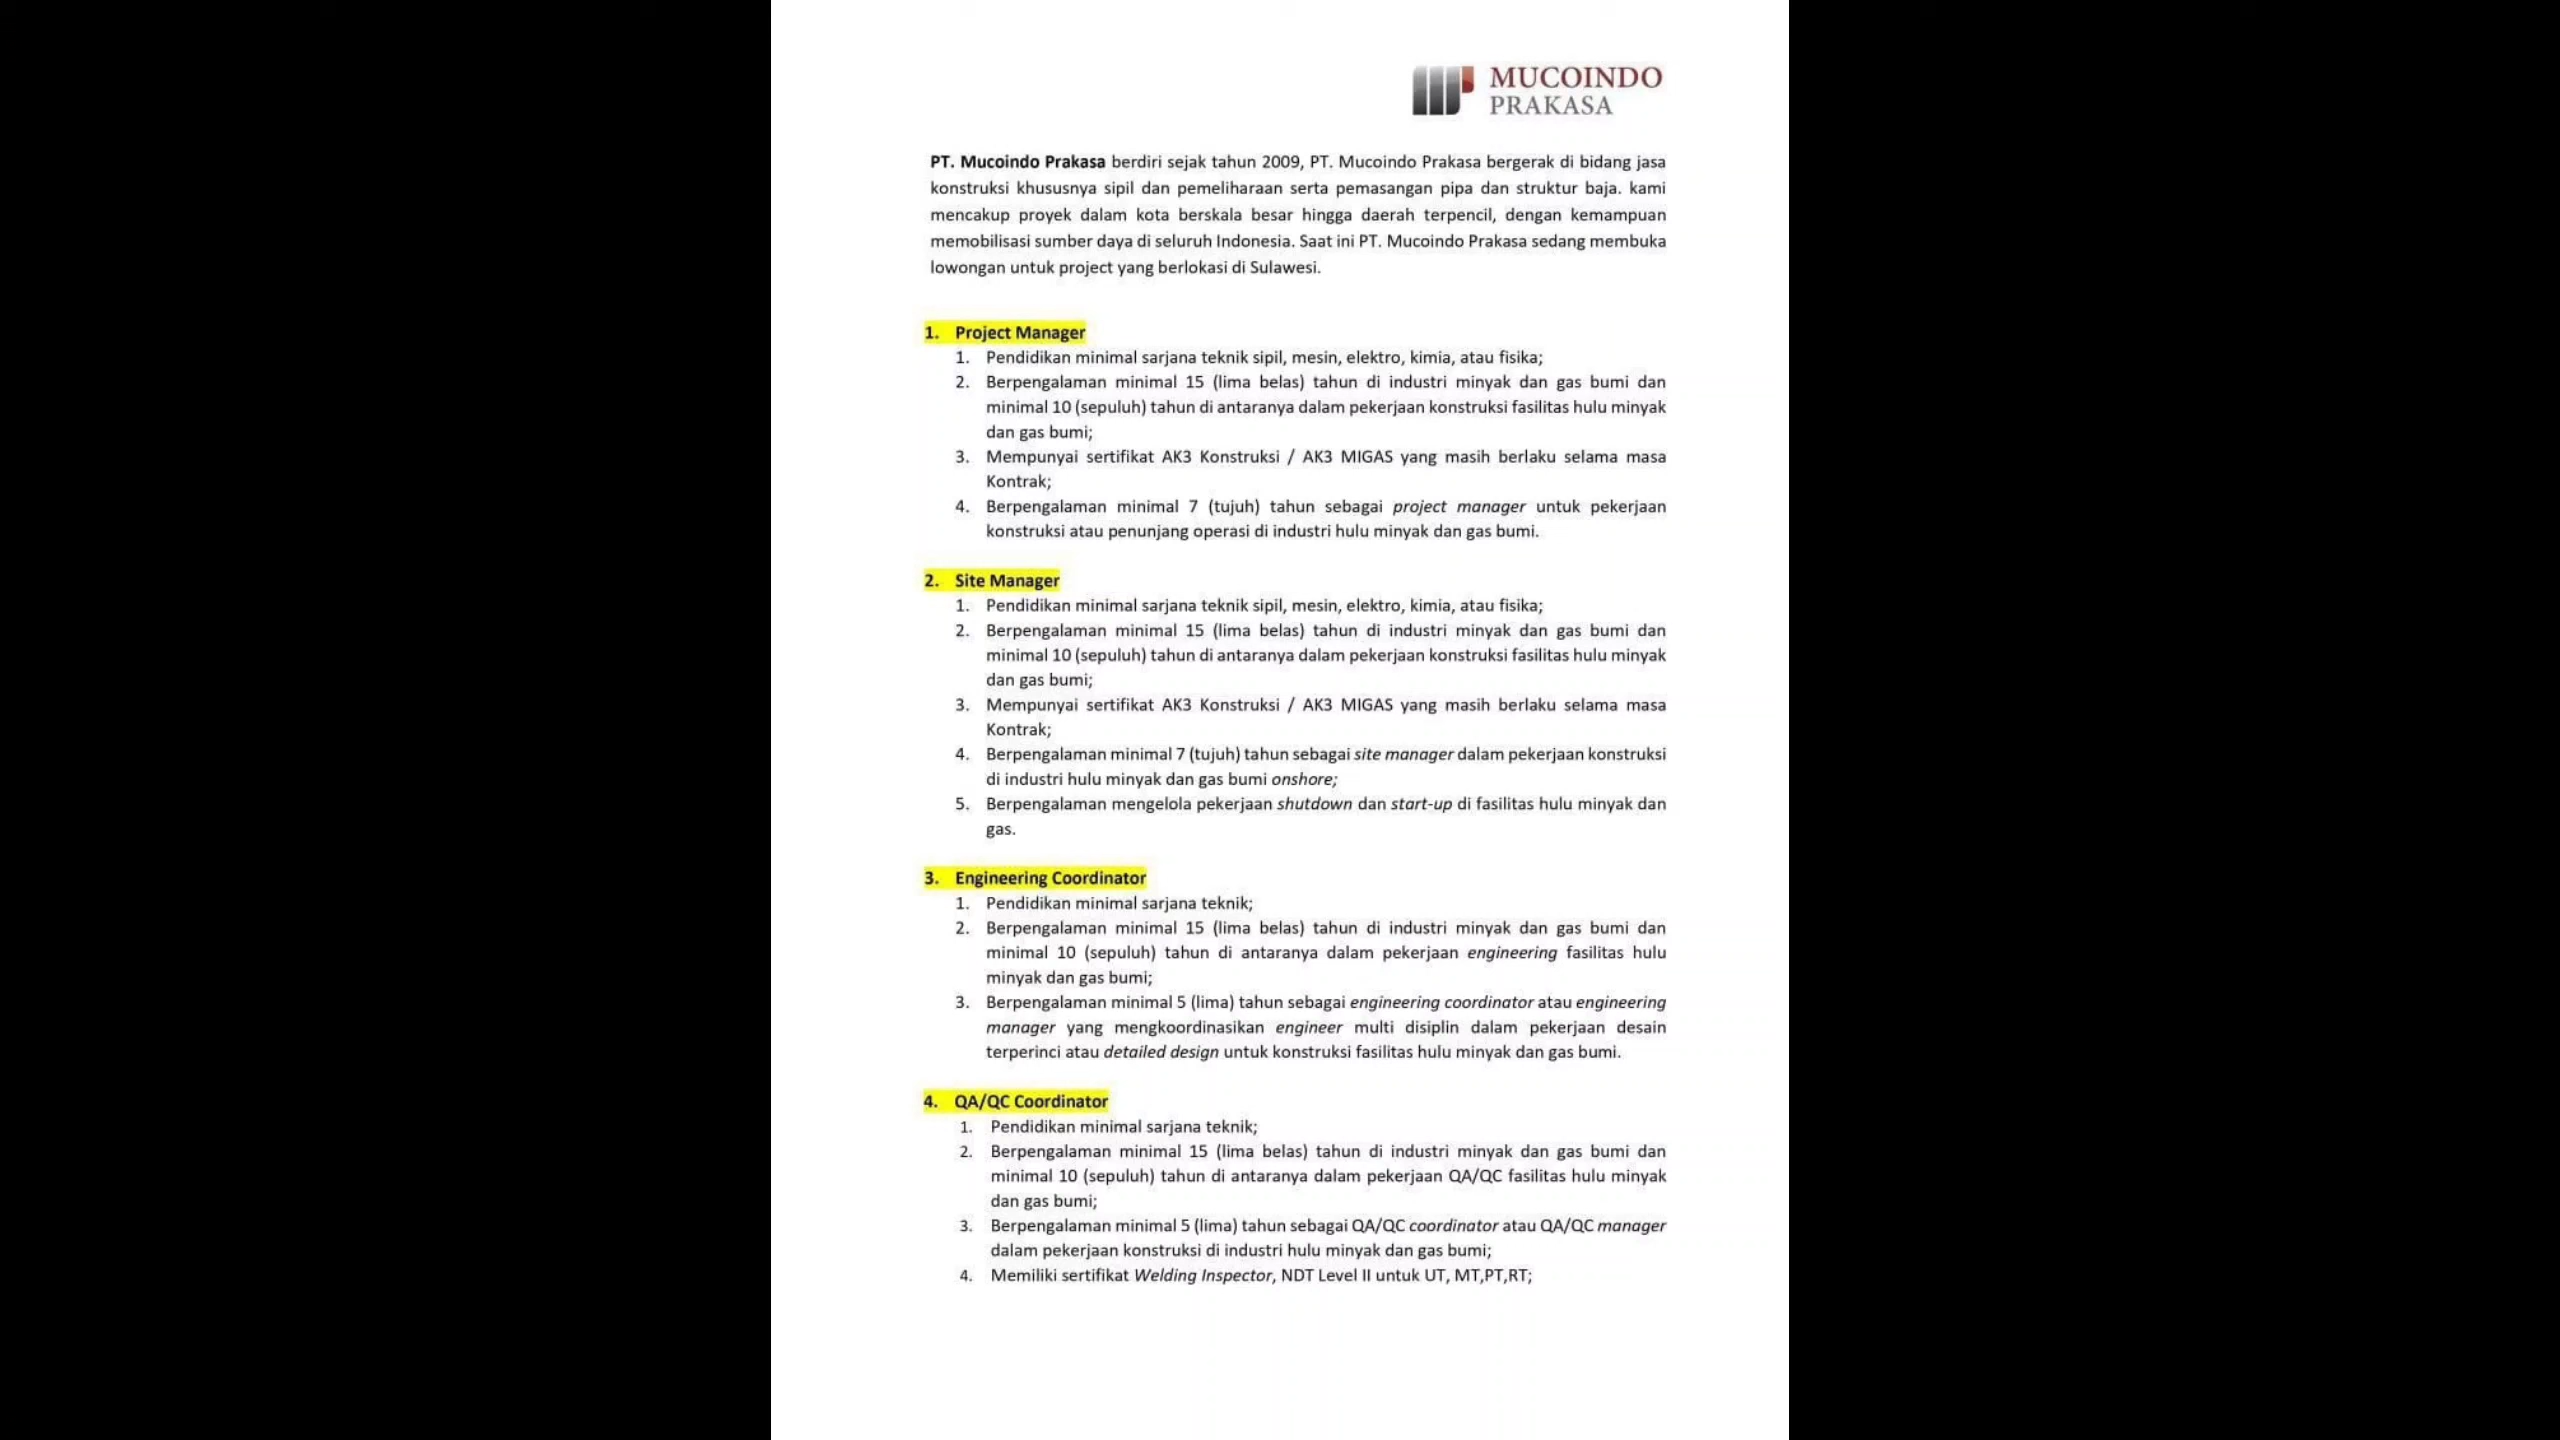 MUCOINDO
PRAKASA
PT. Mucoindo Prakasa berdiri sejak tahun 2009, PT. Mucoindo Prakasa bergerak di bidang jasa
konstruksi khususnya sipil dan pemeliharaan serta pemasangan pipa dan struktur baja. kami
mencakup proyek dalam kota berskala besar hingga daerah terpencil, dengan kemampuan
memobilisasi sumber daya di seluruh Indonesia. Saat ini PT. Mucoindo Prakasa sedang membuka
lowongan untuk project yang berlokasi di Sulawesi.
1. Project Manager
1. Pendidikan minimal sarjana teknik sipil, mesin, elektro, kimia, atau fisika;
2. Berpengalaman minimal 15 (lima belas) tahun di industri minyak dan gas bumi dan
minimal 10 (sepuluh) tahun di antaranya dalam pekerjaan konstruksi fasilitas hulu minyak
dan gas bumi;
3. Mempunyai sertifikat AK3 Konstruksi / AK3 MIGAS yang masih berlaku selama masa
Kontrak;
4. Berpengalaman minimal 7 (tujuh) tahun sebagai project manager untuk pekerjaan
konstruksi atau penunjang operasi di industri hulu minyak dan gas bumi.
2. Site Manager
1. Pendidikan minimal sarjana teknik sipil, mesin, elektro, kimia, atau fisika;
2. Berpengalaman minimal 15 (lima belas) tahun di industri minyak dan gas bumi dan
minimal 10 (sepuluh) tahun di antaranya dalam pekerjaan konstruksi fasilitas hulu minyak
dan gas bumi;
3. Mempunyai sertifikat AK3 Konstruksi / AK3 MIGAS yang masih berlaku selama masa
Kontrak;
4. Berpengalaman minimal 7 (tujuh) tahun sebagai site manager dalam pekerjaan konstruksi
di industri hulu minyak dan gas bumi onshore;
5. Berpengalaman mengelola pekerjaan shutdown dan start-up di fasilitas hulu minyak dan
gas.
3. Engineering Coordinator
1. Pendidikan minimal sarjana teknik;
2. Berpengalaman minimal 15 (lima belas) tahun di industri minyak dan gas bumi dan
minimal 10 (sepuluh) tahun di antaranya dalam pekerjaan engineering fasilitas hulu
minyak dan gas bumi;
3. Berpengalaman minimal 5 (lima) tahun sebagai engineering coordinator atau engineering
manager yang mengkoordinasikan engineer multi disiplin dalam pekerjaan desain
terperinci atau detailed design untuk konstruksi fasilitas hulu minyak dan gas bumi.
4. QA/QC Coordinator
1. Pendidikan minimal sarjana teknik;
2. Berpengalaman minimal 15 (lima belas) tahun di industri minyak dan gas bumi dan
minimal 10 (sepuluh) tahun di antaranya dalam pekerjaan QA/QC fasilitas hulu minyak
dan gas bumi;
3. Berpengalaman minimal 5 (lima) tahun sebagai QA/QC coordinator atau QA/QC manager
dalam pekerjaan konstruksi di industri hulu minyak dan gas bumi;
4. Memiliki sertifikat Welding Inspector, NDT Level II untuk UT, MT,PT,RT;